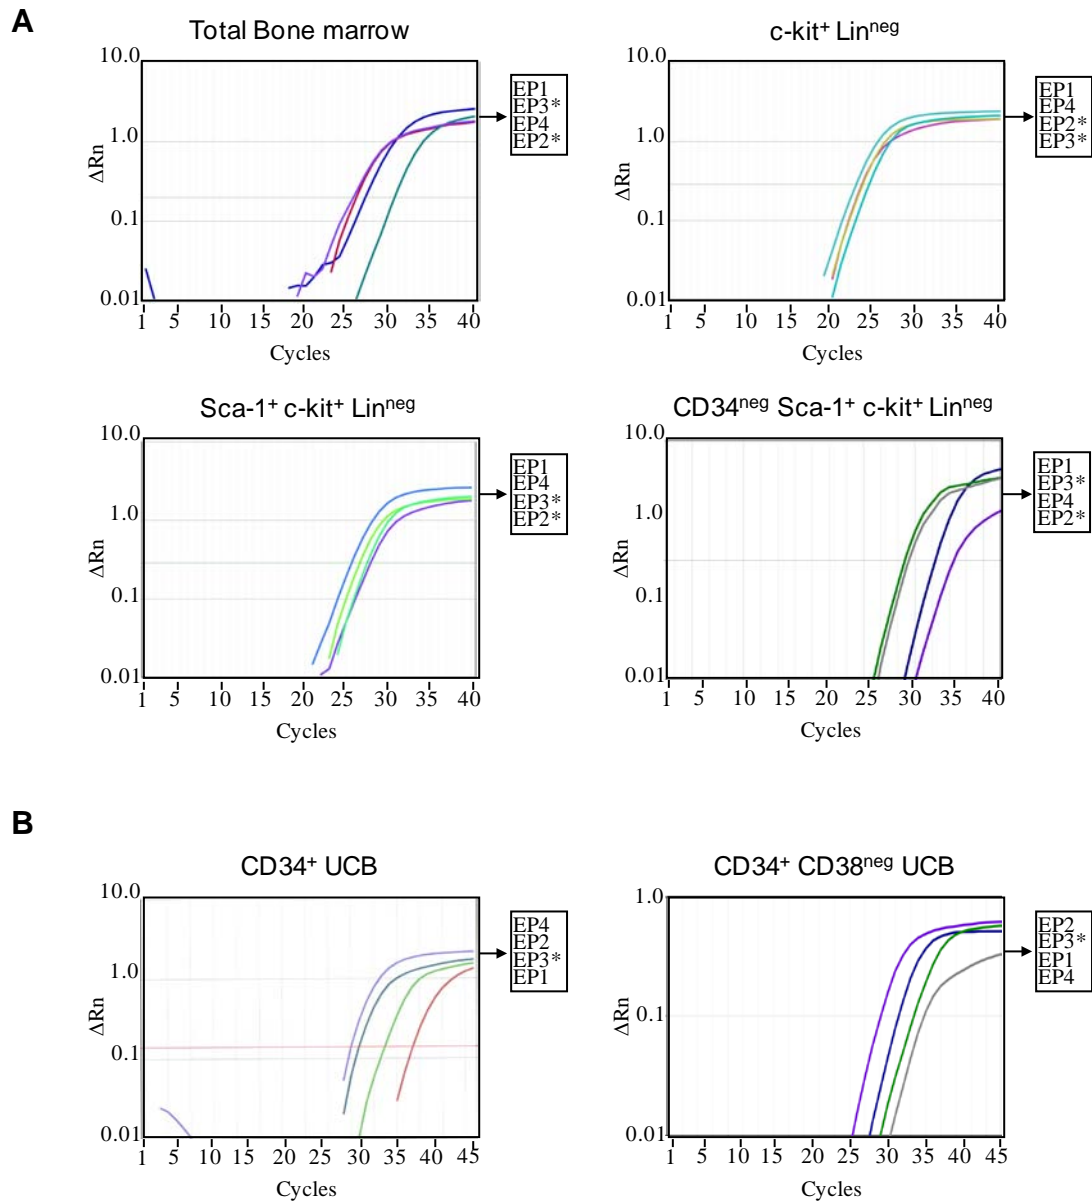 A
Total Bone marrow
10.0
1.0
0.1
0.01
ΔRn
1 5 10 15 20 25 30 35 40
Cycles
EP1
EP3*
EP4
EP2*
c-kit+ Linneg
10.0
1.0
0.1
0.01
ΔRn
1 5 10 15 20 25 30 35 40
Cycles
EP1
EP4
EP2*
EP3*
Sca-1+ c-kit+ Linneg
10.0
1.0
0.1
0.01
ΔRn
1 5 10 15 20 25 30 35 40
Cycles
EP1
EP4
EP3*
EP2*
CD34neg Sca-1+ c-kit+ Linneg
10.0
1.0
0.1
0.01
ΔRn
1 5 10 15 20 25 30 35 40
Cycles
EP1
EP3*
EP4
EP2*
B
CD34+ UCB
10.0
1.0
0.1
0.01
ΔRn
1 5 10 15 20 25 30 35 40 45
Cycles
EP4
EP2
EP3*
EP1
CD34+ CD38neg UCB
1.0
0.1
0.01
ΔRn
1 5 10 15 20 25 30 35 40 45
Cycles
EP2
EP3*
EP1
EP4